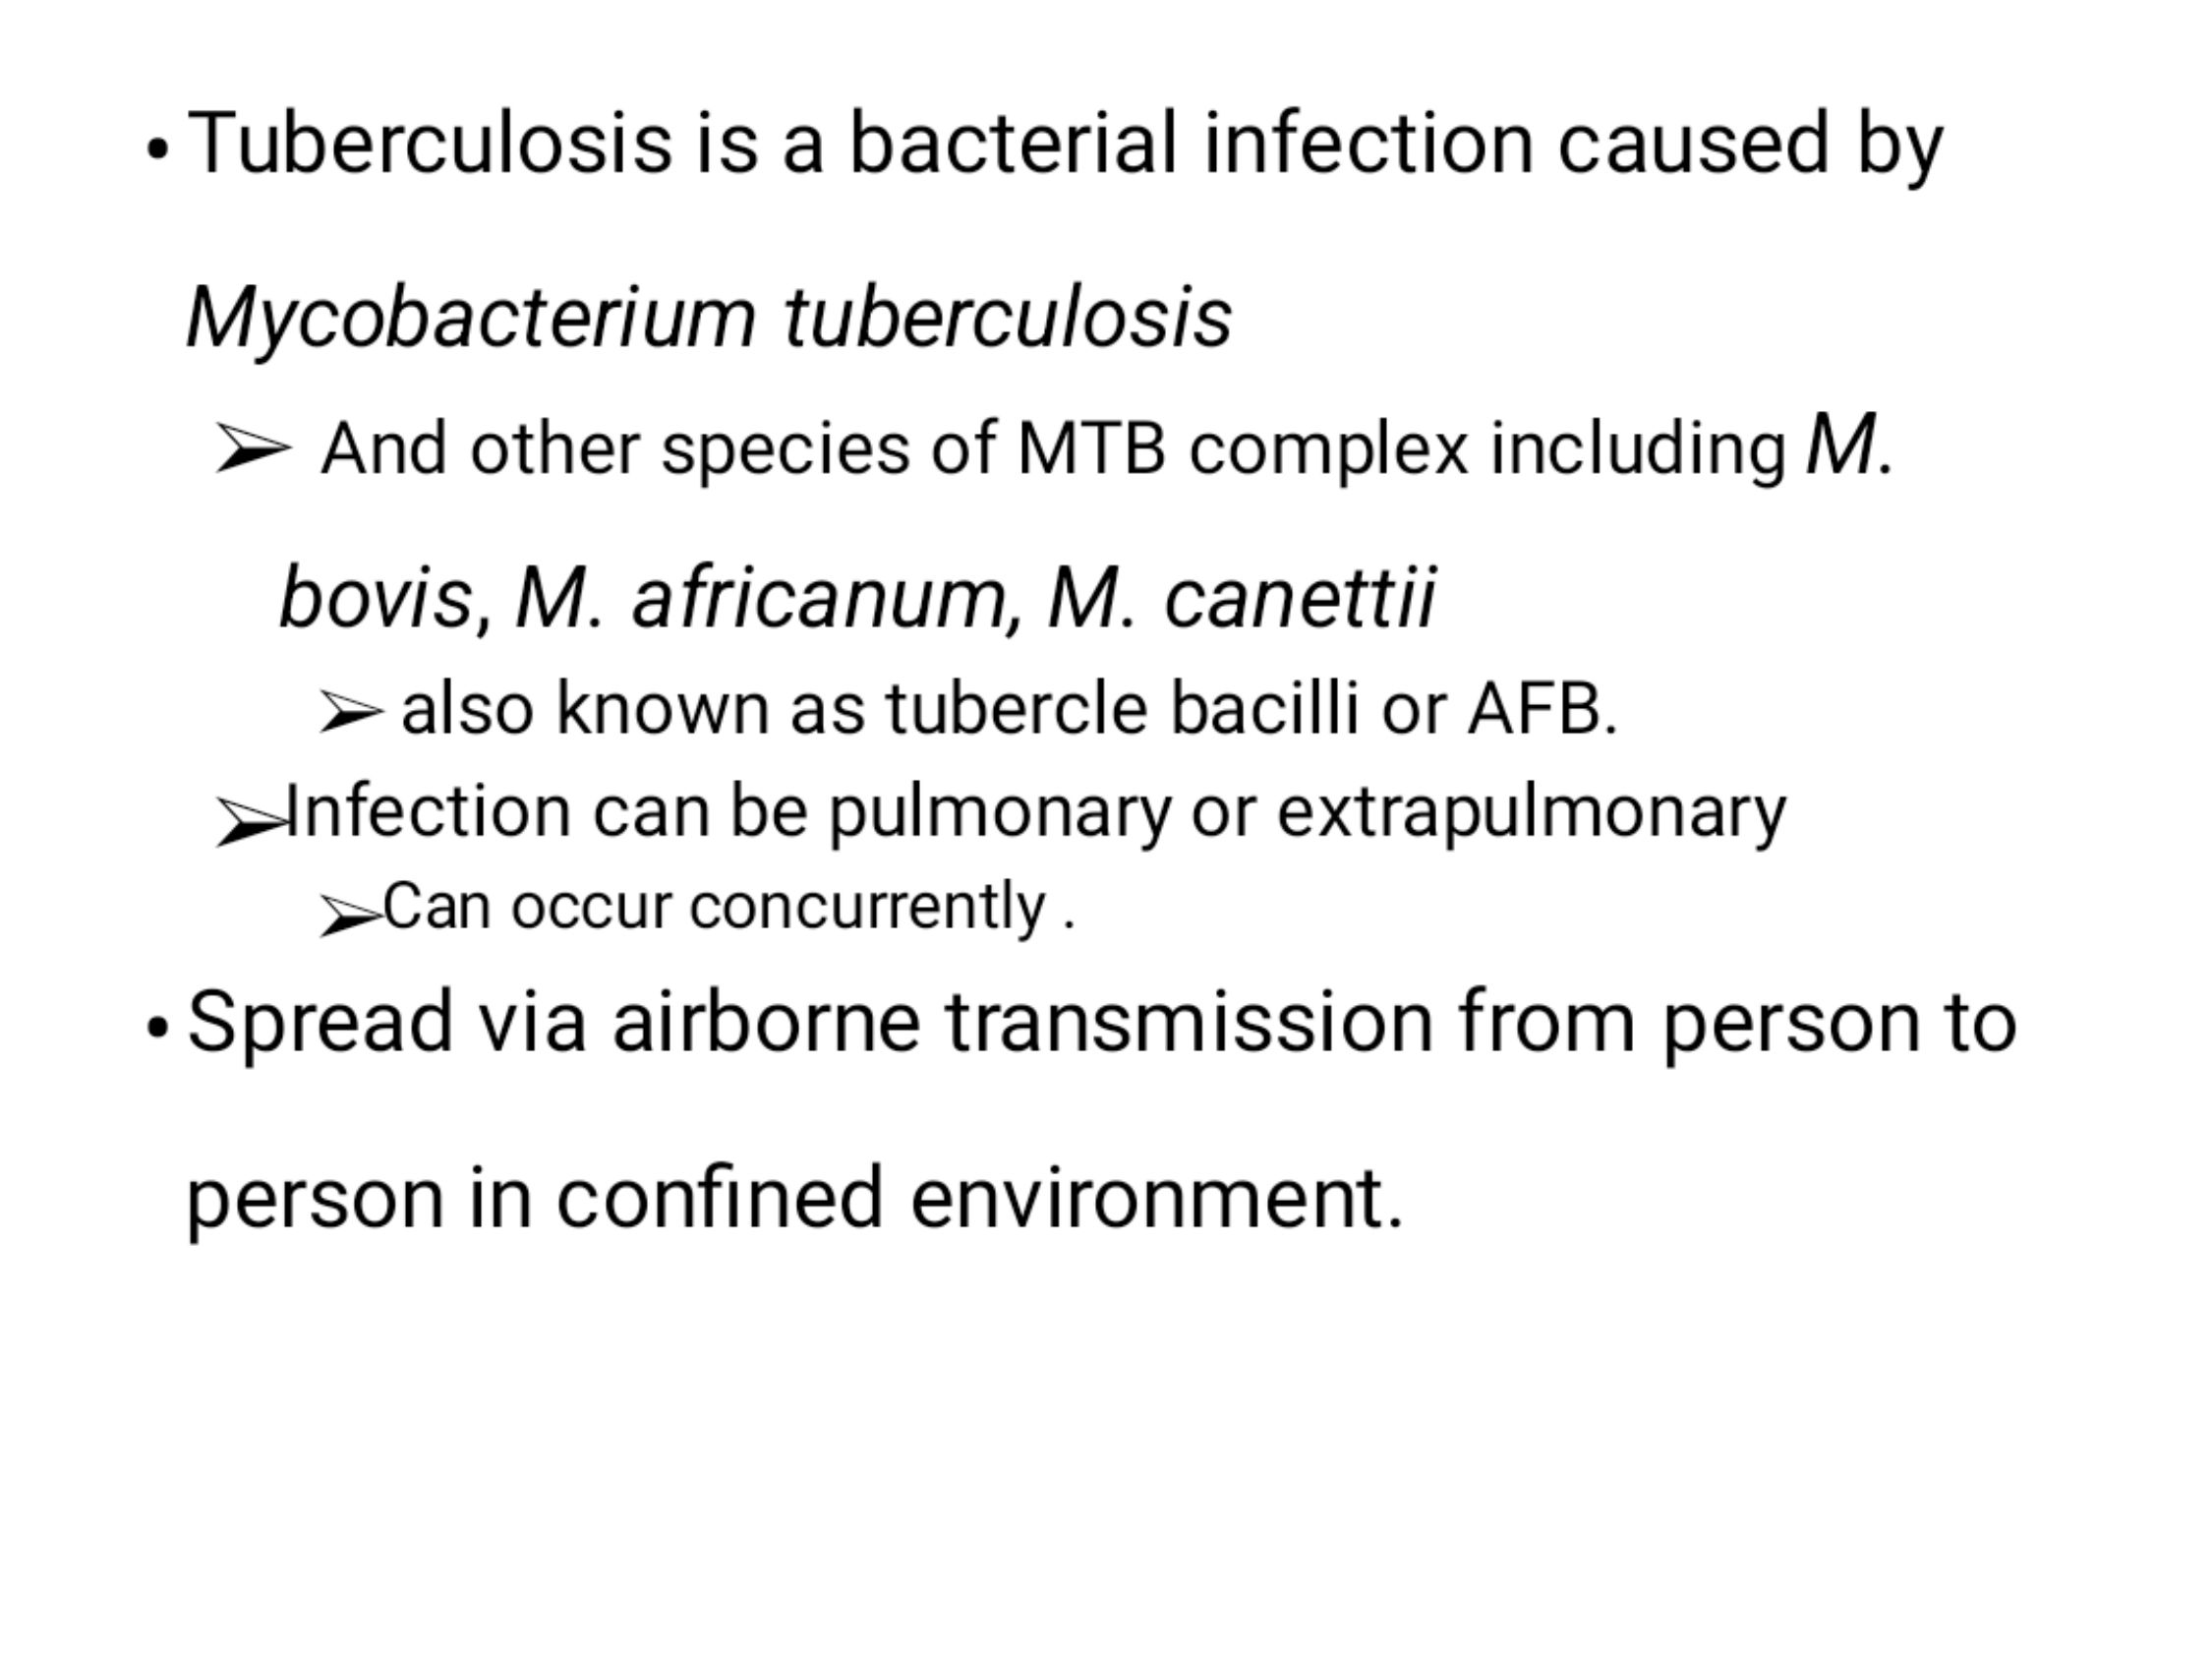 • Tuberculosis is a bacterial infection caused by
Mycobacterium tuberculosis
➢ And other species of MTB complex including M.
bovis, M. africanum, M. canettii
➢ also known as tubercle bacilli or AFB.
➢Infection can be pulmonary or extrapulmonary
➢Can occur concurrently .
• Spread via airborne transmission from person to
person in confined environment.